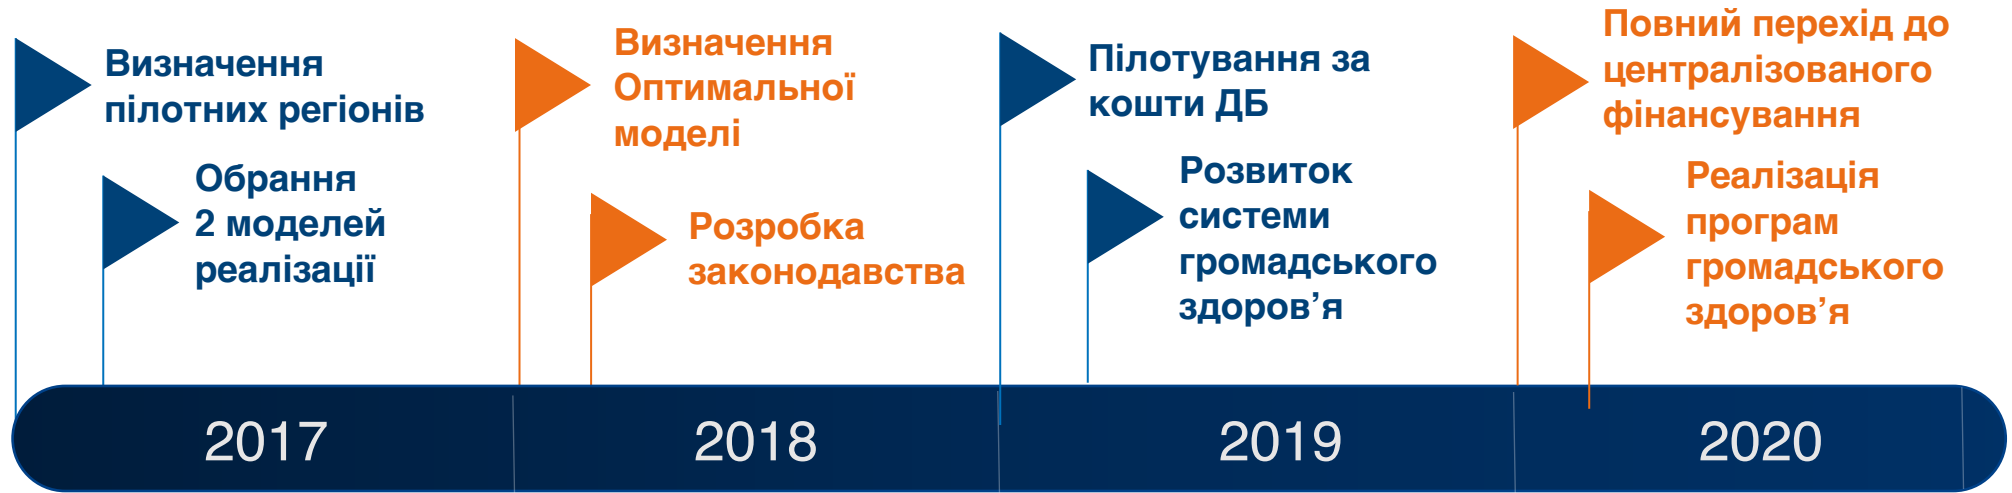 Визначення
пілотних регіонів
Обрання
2 моделей
реалізації
Визначення
Оптимальної
моделі
Розробка
законодавства
Пілотування за
кошти ДБ
Розвиток
системи
громадського
здоров’я
Повний перехід до
централізованого
фінансування
Реалізація
програм
громадського
здоров’я
2017
2018
2019
2020